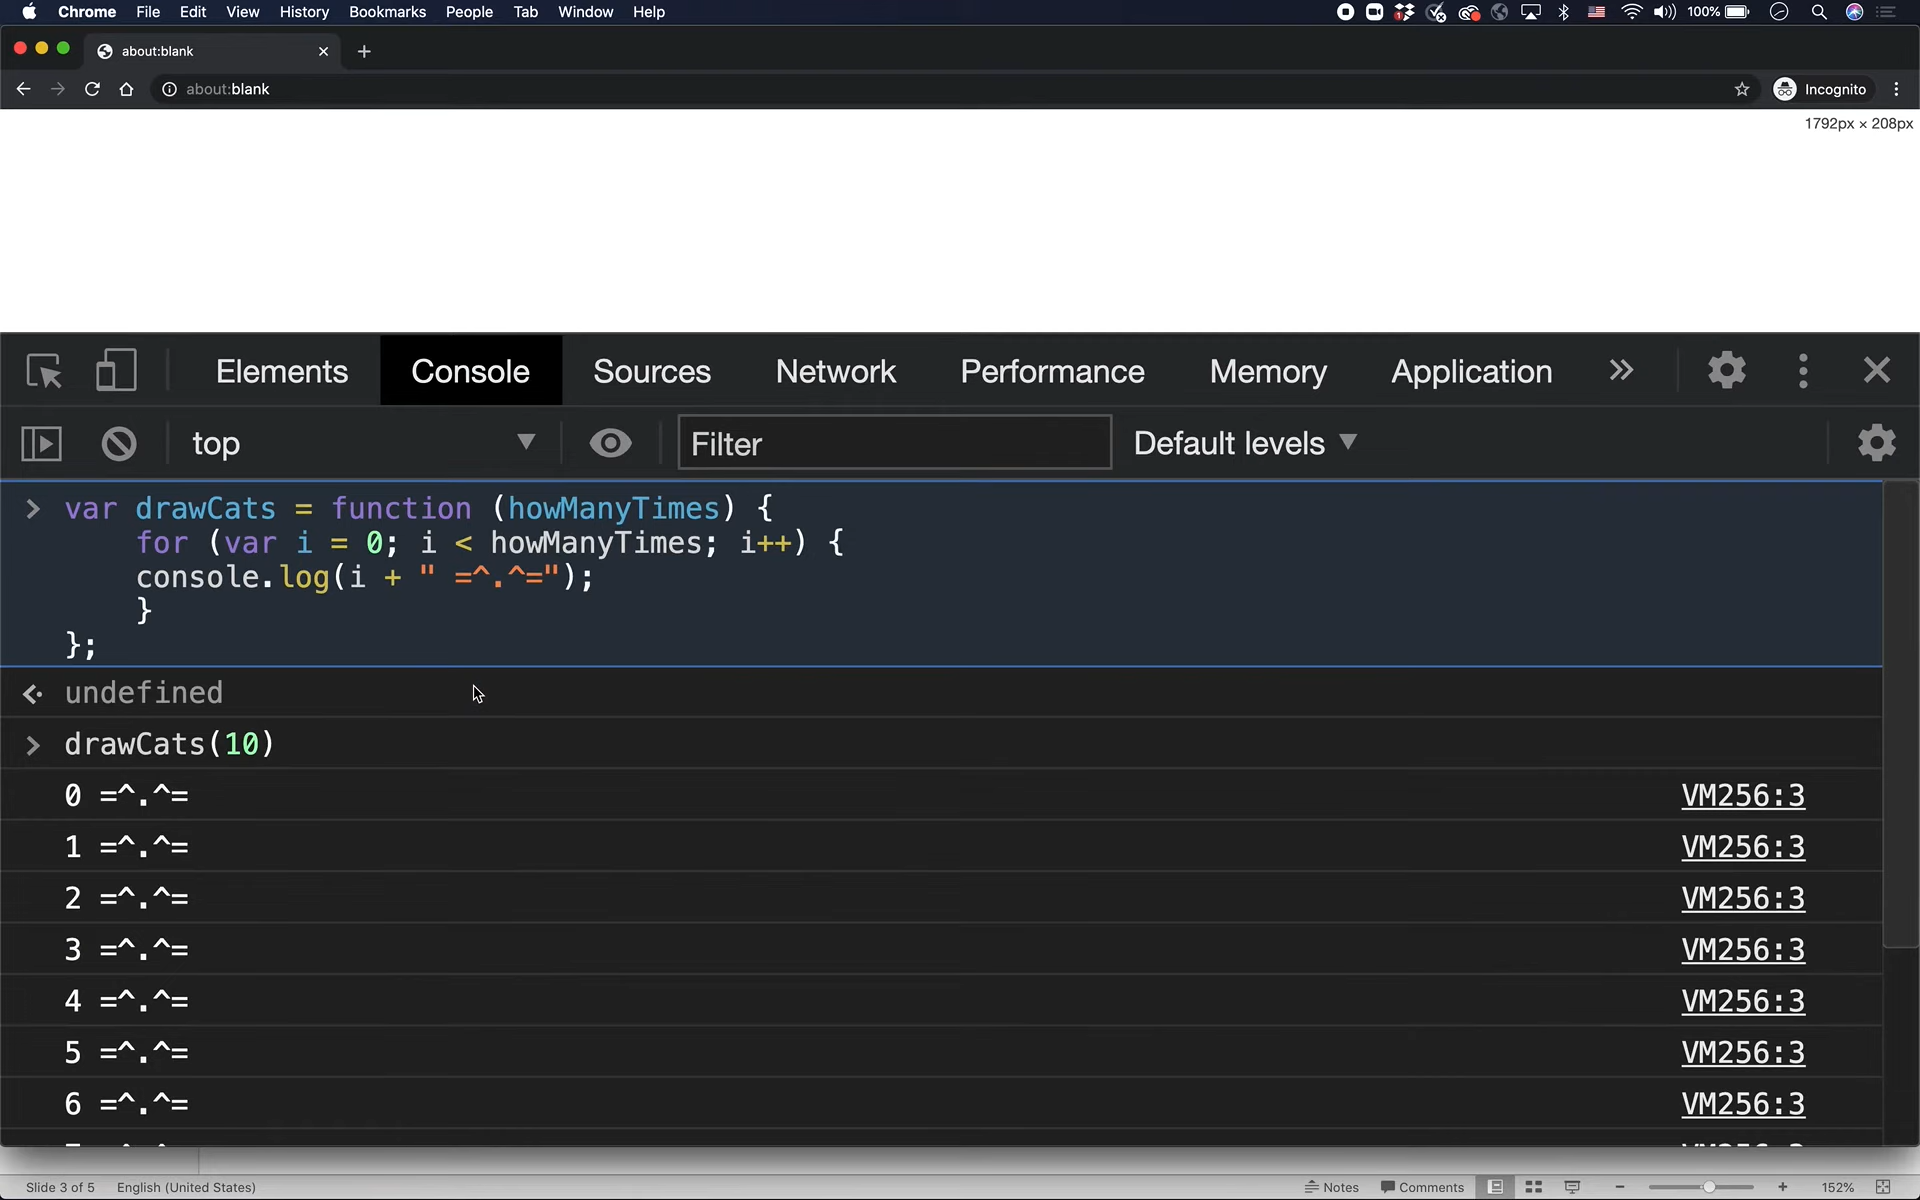 Chrome File Edit View History Bookmarks People Tab Window Help 100%
about:blank
about:blank Incognito
1792px × 208px
Elements Console Sources Network Performance Memory Application »
top Filter Default levels
> var drawCats = function (howManyTimes) {
for (var i = 0; i < howManyTimes; i++) {
console.log(i + " =^.^=");
}
};
undefined
> drawCats(10)
0 =^.^= VM256:3
1 =^.^= VM256:3
2 =^.^= VM256:3
3 =^.^= VM256:3
4 =^.^= VM256:3
5 =^.^= VM256:3
6 =^.^= VM256:3
Slide 3 of 5 English (United States) Notes Comments 152%